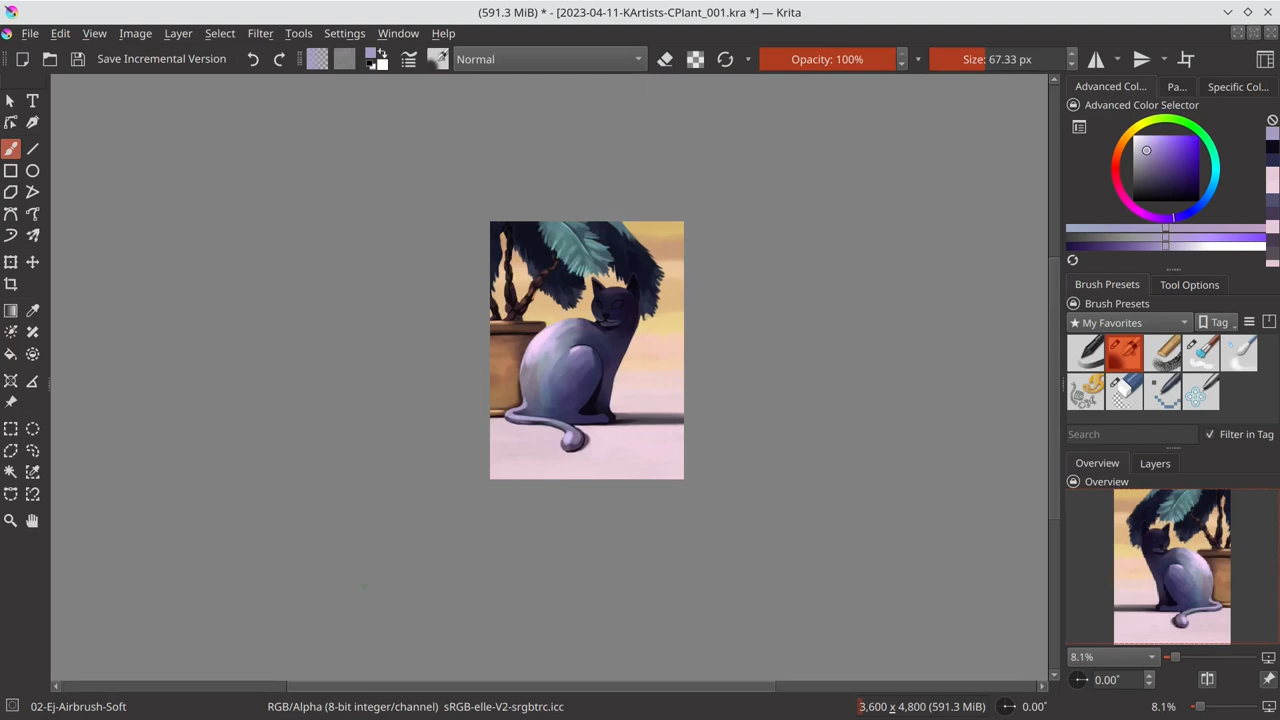 (591.3 MiB) * - [2023-04-11-KArtists-CPlant_001.kra *] — Krita
File Edit View Image Layer Select Filter Tools Settings Window Help
Save Incremental Version Normal Opacity: 100% Size: 67.33 px
Advanced Col... Pa... Specific Col...
Advanced Color Selector
Brush Presets Tool Options
Brush Presets
★ My Favorites Tag
Search Filter in Tag
Overview Layers
Overview
8.1%
0.00°
02-Ej-Airbrush-Soft RGB/Alpha (8-bit integer/channel) sRGB-elle-V2-srgbtrc.icc 3,600 x 4,800 (591.3 MiB) 0.00° 8.1%